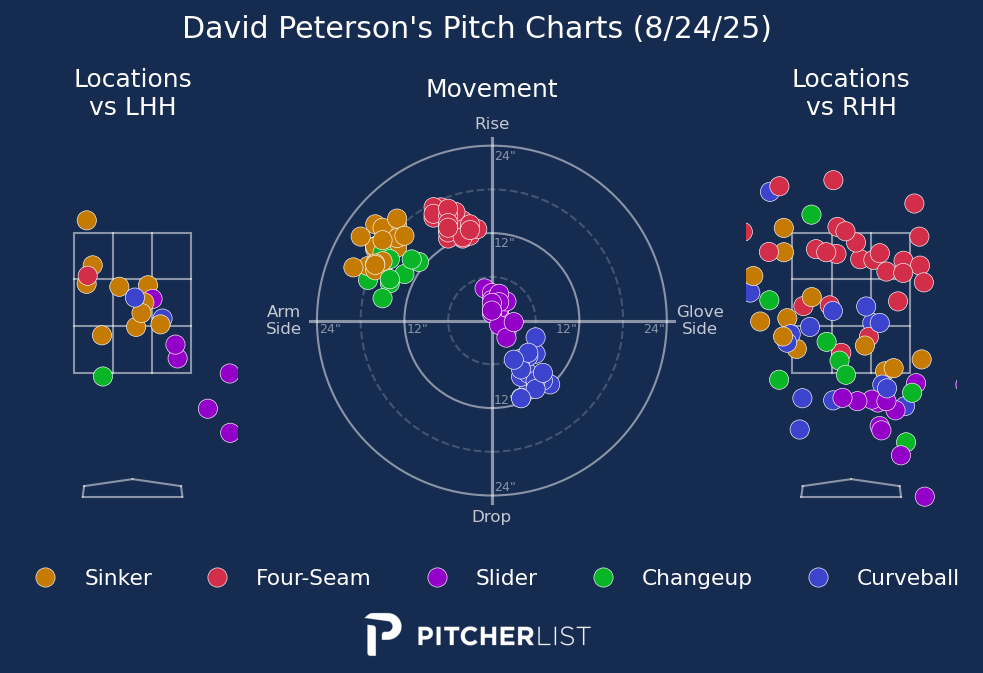 David Peterson's Pitch Charts (8/24/25)
Locations
vs LHH
Movement
Locations
vs RHH
Rise
24"
12"
Arm
Side
24"
12"
12"
24"
Glove
Side
12"
24"
Drop
Sinker
Four-Seam
Slider
Changeup
Curveball
PITCHERLIST